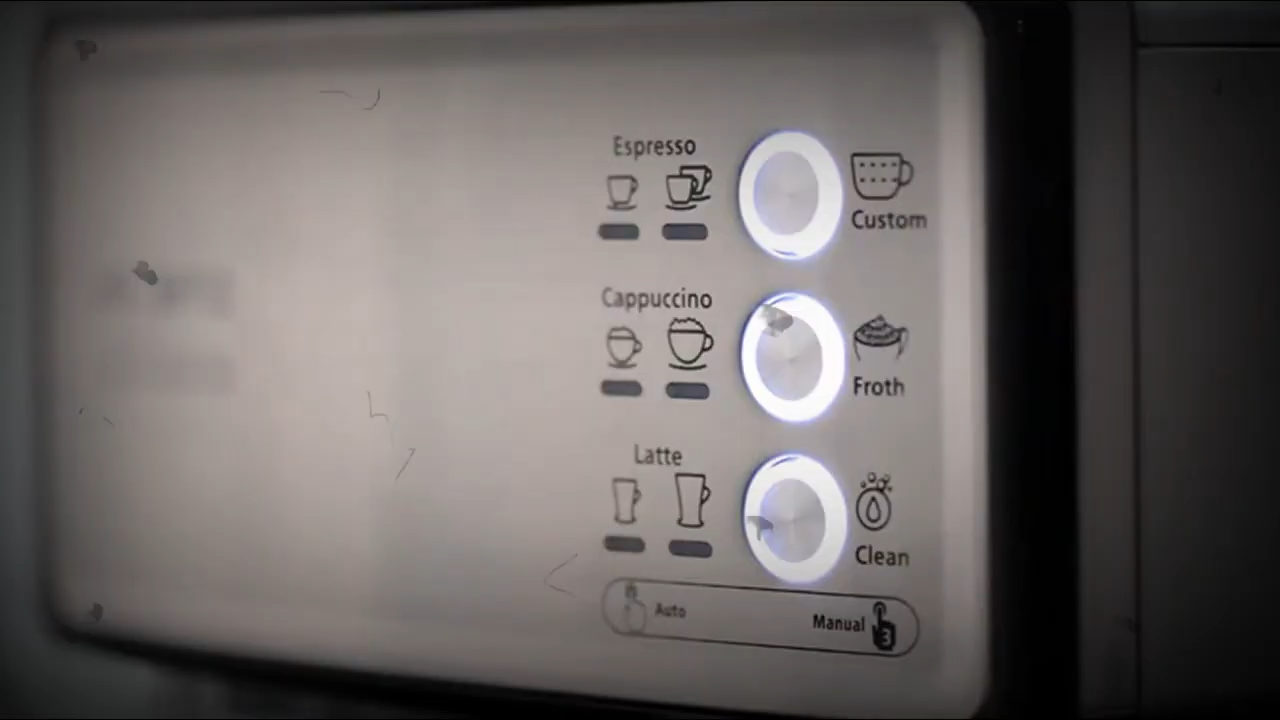 Espresso
Custom
Cappuccino
Froth
Latte
Clean
Auto
Manual